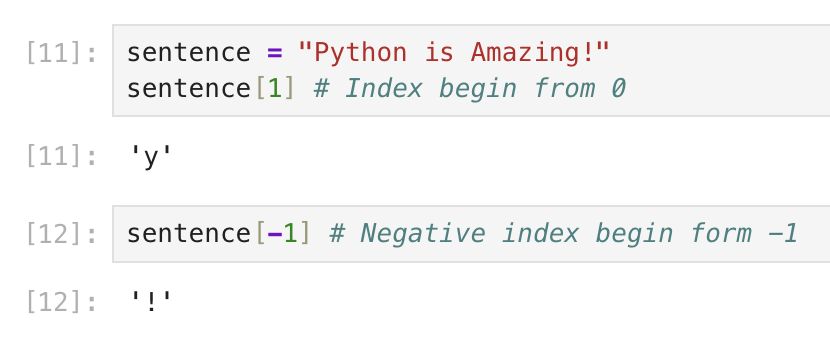 [11]: sentence = "Python is Amazing!"
sentence[1] # Index begin from 0
[11]: 'y'
[12]: sentence[-1] # Negative index begin form -1
[12]: '!'